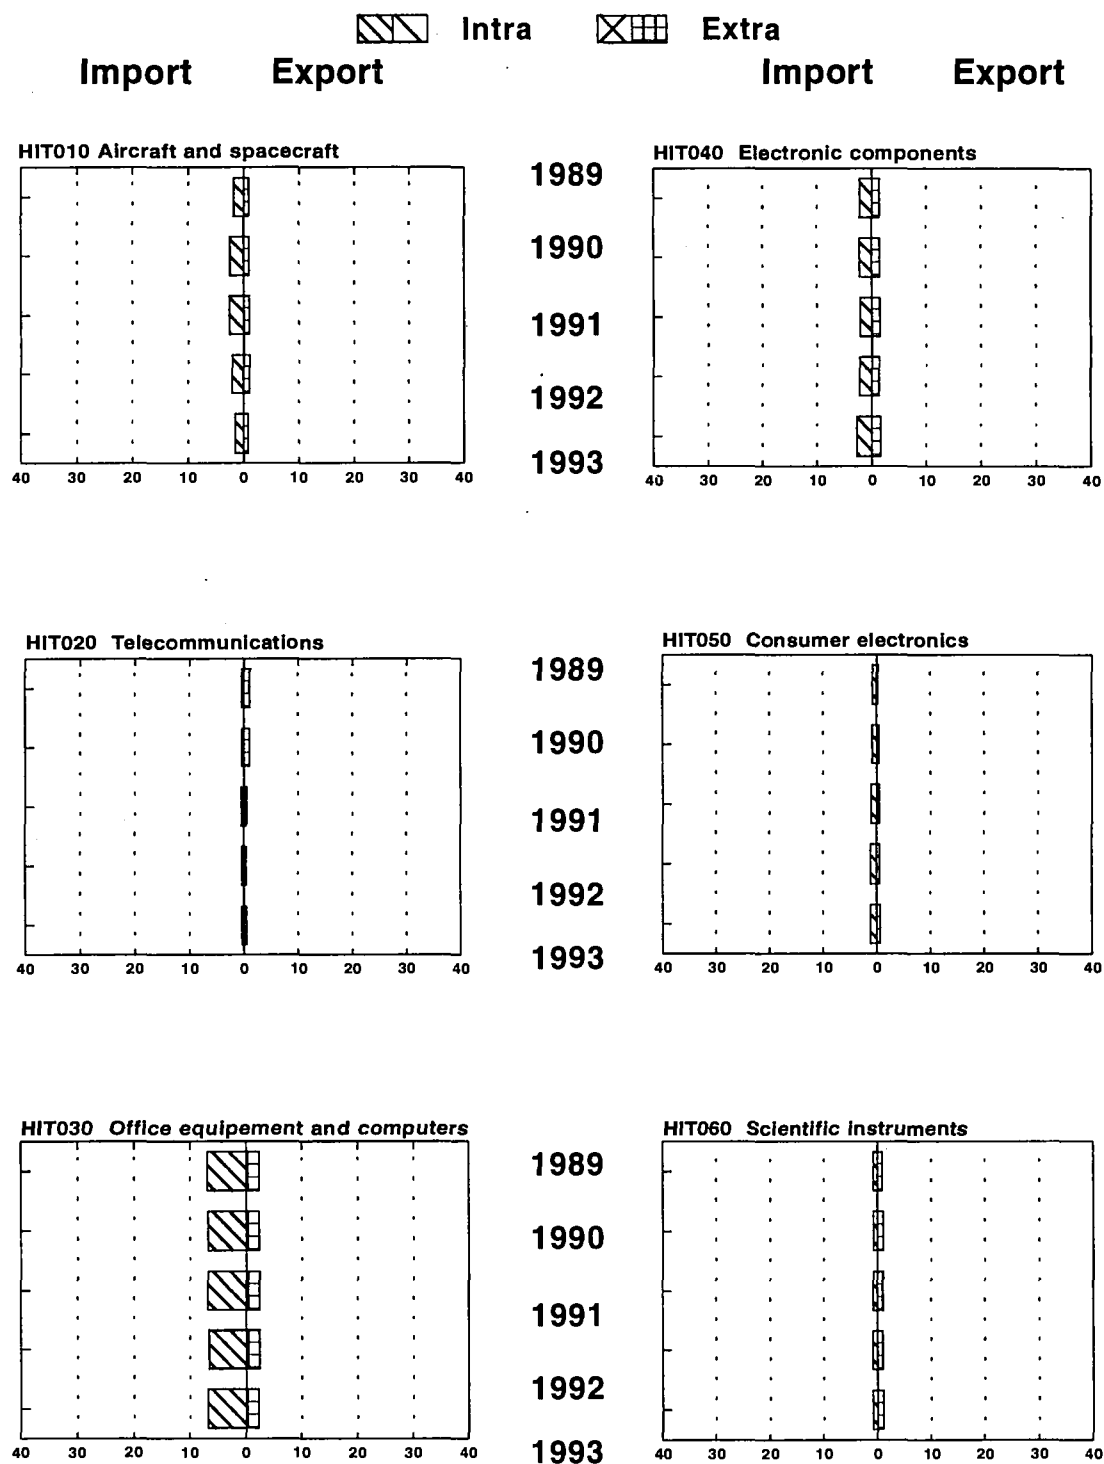 Intra Extra
Import Export Import Export
HIT010 Aircraft and spacecraft
40 30 20 10 0 10 20 30 40
1989
1990
1991
1992
1993
HIT040 Electronic components
40 30 20 10 0 10 20 30 40
HIT020 Telecommunications
40 30 20 10 0 10 20 30 40
1989
1990
1991
1992
1993
HIT050 Consumer electronics
40 30 20 10 0 10 20 30 40
HIT030 Office equipement and computers
40 30 20 10 0 10 20 30 40
1989
1990
1991
1992
1993
HIT060 Scientific instruments
40 30 20 10 0 10 20 30 40